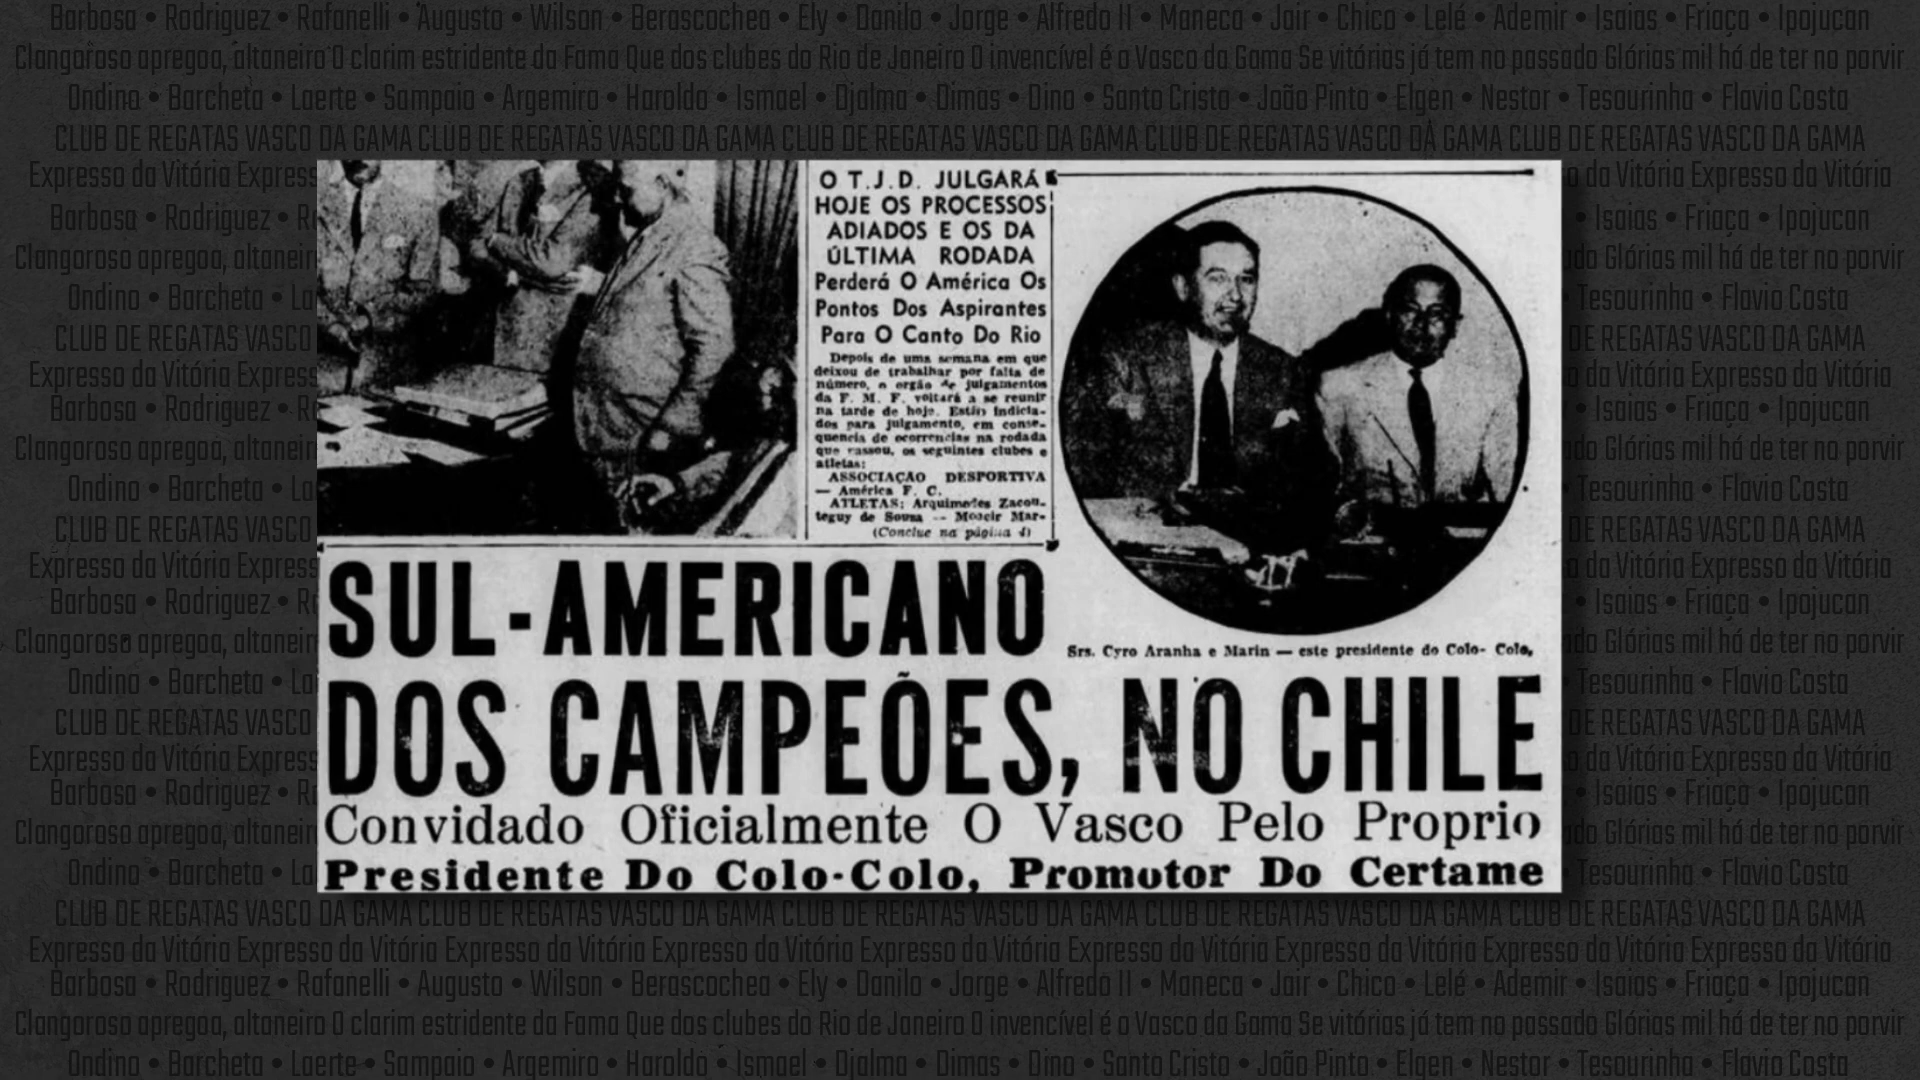 Barbosa • Rodriguez • Rafanelli • Augusto • Wilson • Berascochea • Ely • Danilo • Jorge • Alfredo II • Maneca • Jair • Chico • Lelé • Ademir • Isaias • Friaça • Ipojucan
Clangoroso apregoa, altaneiro O clarim estridente da Fama Que dos clubes do Rio de Janeiro O invencível é o Vasco da Gama Se vitórias já tem no passado Glórias mil há de ter no porvir
Ondino • Barcheta • Laerte • Sampaio • Argemiro • Haroldo • Ismael • Djalma • Dimas • Dino • Santo Cristo • João Pinto • Elgen • Nestor • Tesourinha • Flavio Costa
CLUB DE REGATAS VASCO DA GAMA CLUB DE REGATAS VASCO DA GAMA CLUB DE REGATAS VASCO DA GAMA CLUB DE REGATAS VASCO DA GAMA CLUB DE REGATAS VASCO DA GAMA
O T.J.D. JULGARÁ
HOJE OS PROCESSOS
ADIADOS E OS DA
ÚLTIMA RODADA
Perderá O América Os
Pontos Dos Aspirantes
Para O Canto Do Rio
Depois de uma semana em que
deixou de trabalhar por falta de
número, o orgão de julgamentos
da F. M. F. voltará a se reunir
na tarde de hoje. Estão indicia-
dos para julgamento, em conse-
quencia de ocorrencias na rodada
que passou, os seguintes clubes e
atletas:
ASSOCIAÇÃO DESPORTIVA
— América F. C.
ATLETAS: Arquimedes Zacon-
teguy de Sousa — Moacir Mar-
(Conclue na página 4)
Srs. Cyro Aranha e Marin — este presidente do Colo- Colo,
SUL-AMERICANO
DOS CAMPEÕES, NO CHILE
Convidado Oficialmente O Vasco Pelo Proprio
Presidente Do Colo-Colo, Promotor Do Certame
CLUB DE REGATAS VASCO DA GAMA CLUB DE REGATAS VASCO DA GAMA CLUB DE REGATAS VASCO DA GAMA CLUB DE REGATAS VASCO DA GAMA CLUB DE REGATAS VASCO DA GAMA
Expresso da Vitória Expresso da Vitória Expresso da Vitória Expresso da Vitória Expresso da Vitória Expresso da Vitória Expresso da Vitória Expresso da Vitória Expresso da Vitória
Barbosa • Rodriguez • Rafanelli • Augusto • Wilson • Berascochea • Ely • Danilo • Jorge • Alfredo II • Maneca • Jair • Chico • Lelé • Ademir • Isaias • Friaça • Ipojucan
Clangoroso apregoa, altaneiro O clarim estridente da Fama Que dos clubes do Rio de Janeiro O invencível é o Vasco da Gama Se vitórias já tem no passado Glórias mil há de ter no porvir
Ondino • Barcheta • Laerte • Sampaio • Argemiro • Haroldo • Ismael • Djalma • Dimas • Dino • Santo Cristo • João Pinto • Elgen • Nestor • Tesourinha • Flavio Costa